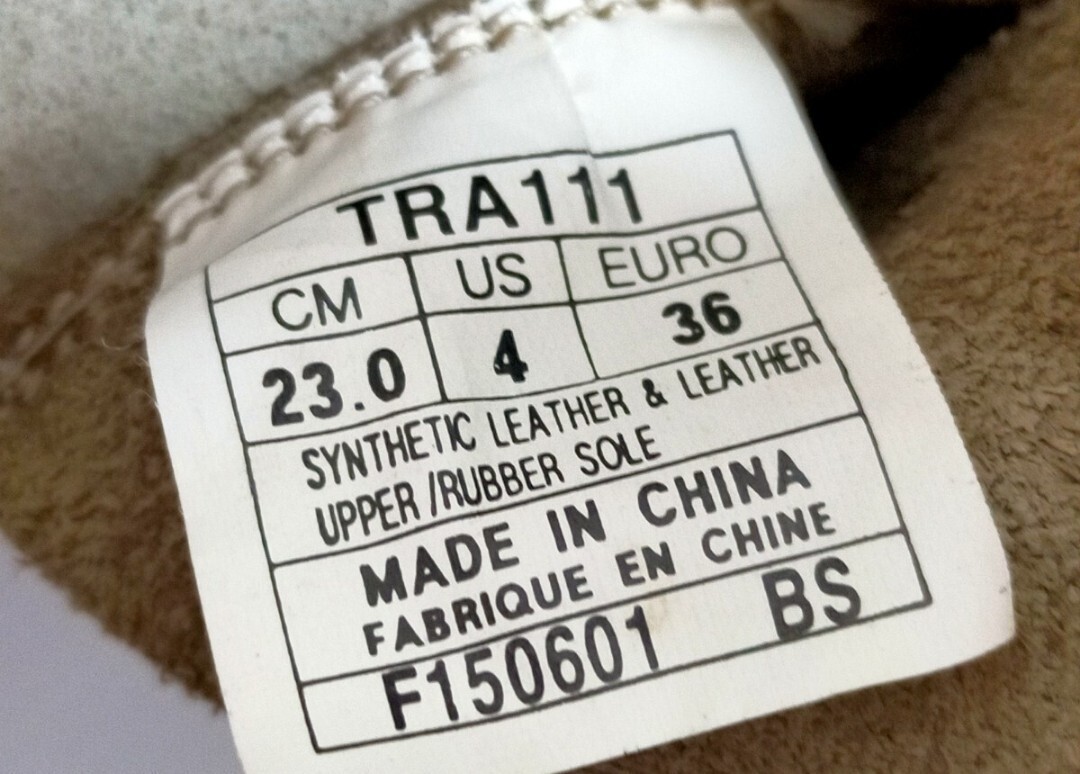 TRA111
CM US EURO
23.0 4 36
SYNTHETIC LEATHER & LEATHER
UPPER/RUBBER SOLE
MADE IN CHINA
FABRIQUE EN CHINE
F150601 BS